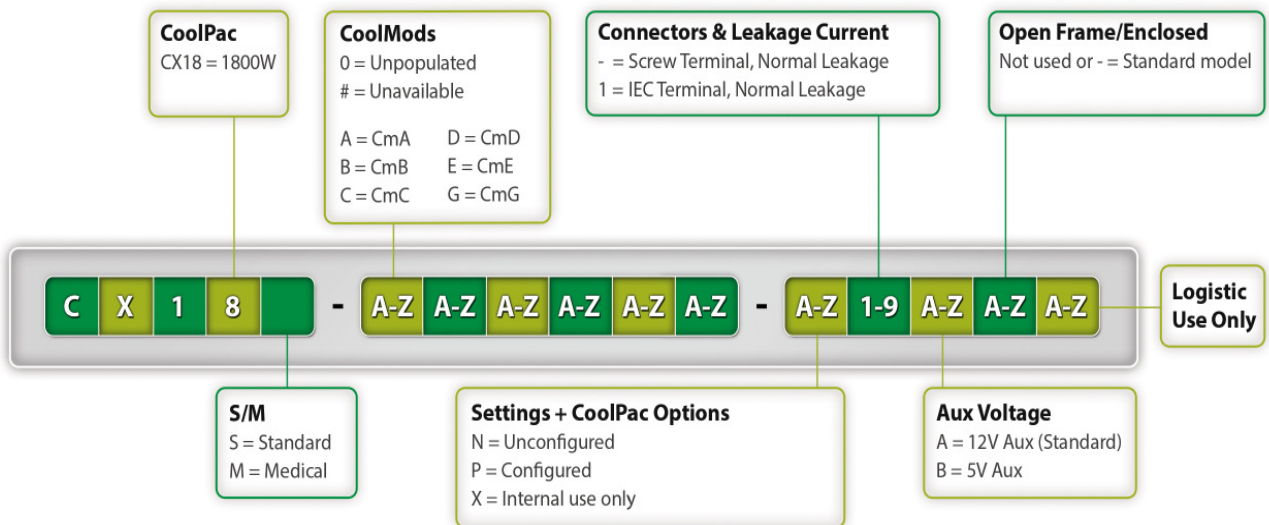 CoolPac
CX18 = 1800W
CoolMods
0 = Unpopulated
# = Unavailable
A = CmA D = CmD
B = CmB E = CmE
C = CmC G = CmG
Connectors & Leakage Current
- = Screw Terminal, Normal Leakage
1 = IEC Terminal, Normal Leakage
Open Frame/Enclosed
Not used or - = Standard model
C X 1 8 - A-Z A-Z A-Z A-Z A-Z A-Z - A-Z 1-9 A-Z A-Z A-Z
Logistic
Use Only
S/M
S = Standard
M = Medical
Settings + CoolPac Options
N = Unconfigured
P = Configured
X = Internal use only
Aux Voltage
A = 12V Aux (Standard)
B = 5V Aux